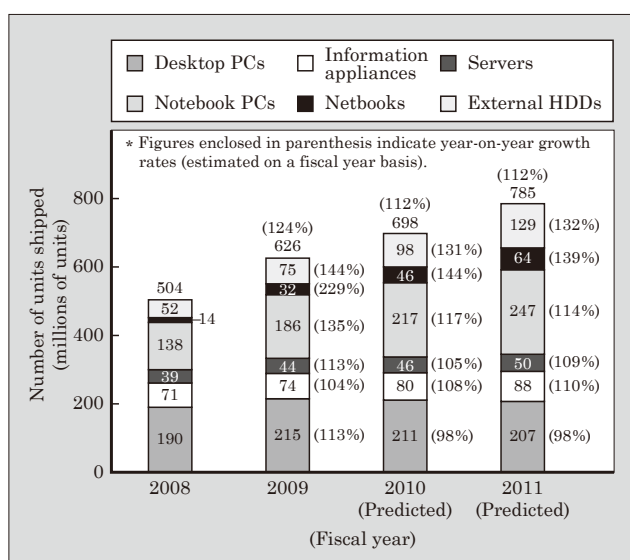 Desktop PCs
Information
appliances
Servers
Notebook PCs
Netbooks
External HDDs
* Figures enclosed in parenthesis indicate year-on-year growth
rates (estimated on a fiscal year basis).
Number of units shipped
(millions of units)
800
600
400
200
0
504
52
14
138
39
71
190
(124%)
626
75 (144%)
32 (229%)
186 (135%)
44 (113%)
74 (104%)
215 (113%)
(112%)
698
98 (131%)
46 (144%)
217 (117%)
46 (105%)
80 (108%)
211 (98%)
(112%)
785
129 (132%)
64 (139%)
247 (114%)
50 (109%)
88 (110%)
207 (98%)
2008
2009
2010
(Predicted)
2011
(Predicted)
(Fiscal year)